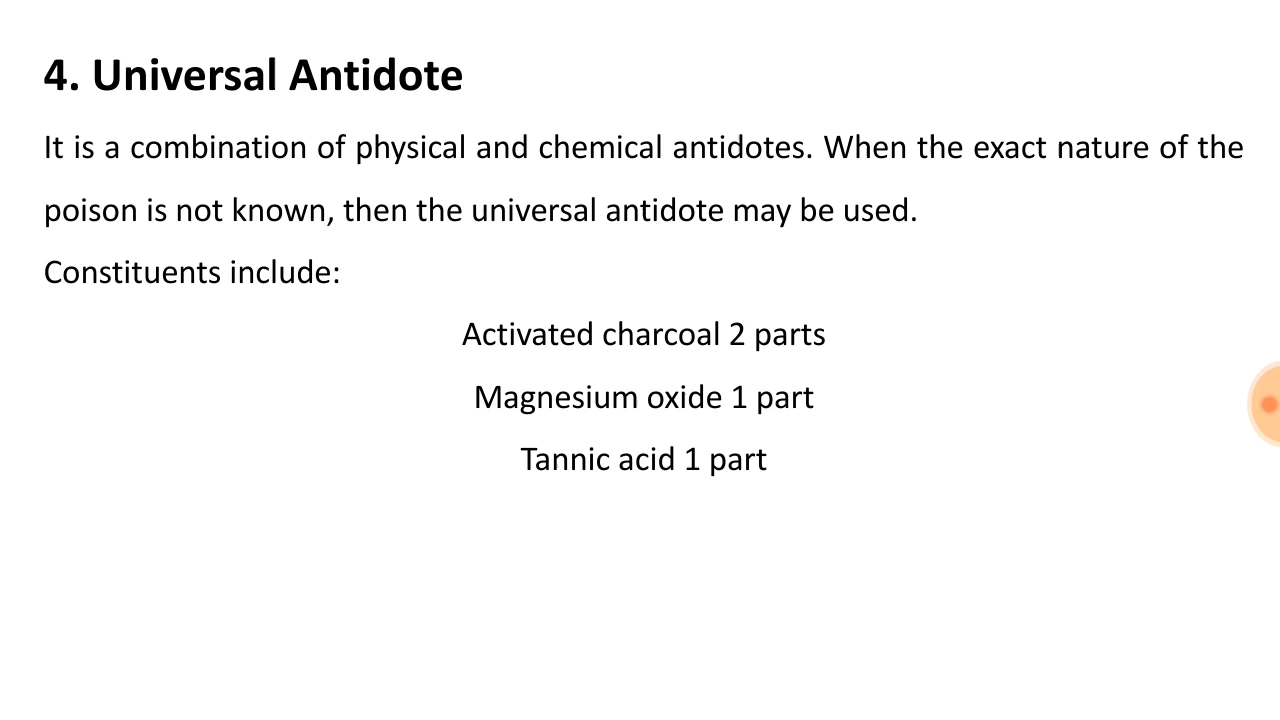 4. Universal Antidote
It is a combination of physical and chemical antidotes. When the exact nature of the
poison is not known, then the universal antidote may be used.
Constituents include:
Activated charcoal 2 parts
Magnesium oxide 1 part
Tannic acid 1 part